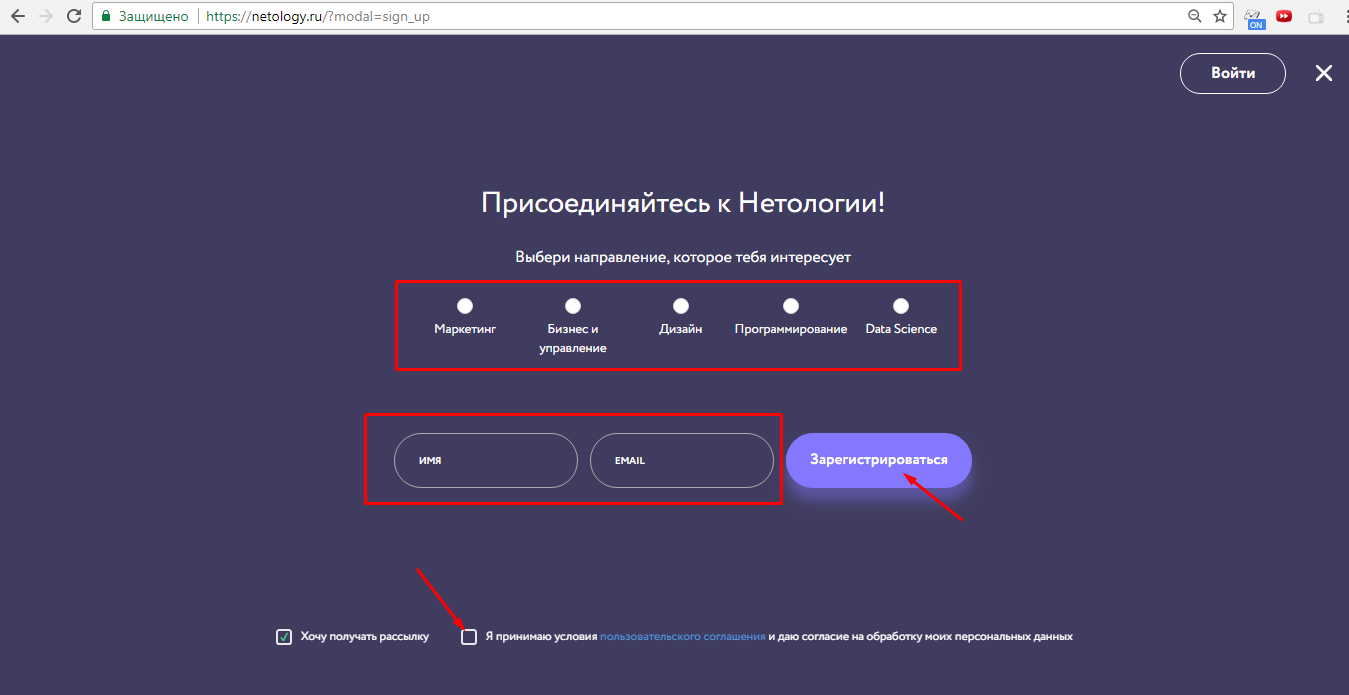 Защищено https://netology.ru/?modal=sign_up
ON
Войти
Присоединяйтесь к Нетологии!
Выбери направление, которое тебя интересует
Маркетинг
Бизнес и
управление
Дизайн
Программирование
Data Science
ИМЯ
EMAIL
Зарегистрироваться
Хочу получать рассылку
Я принимаю условия пользовательского соглашения и даю согласие на обработку моих персональных данных